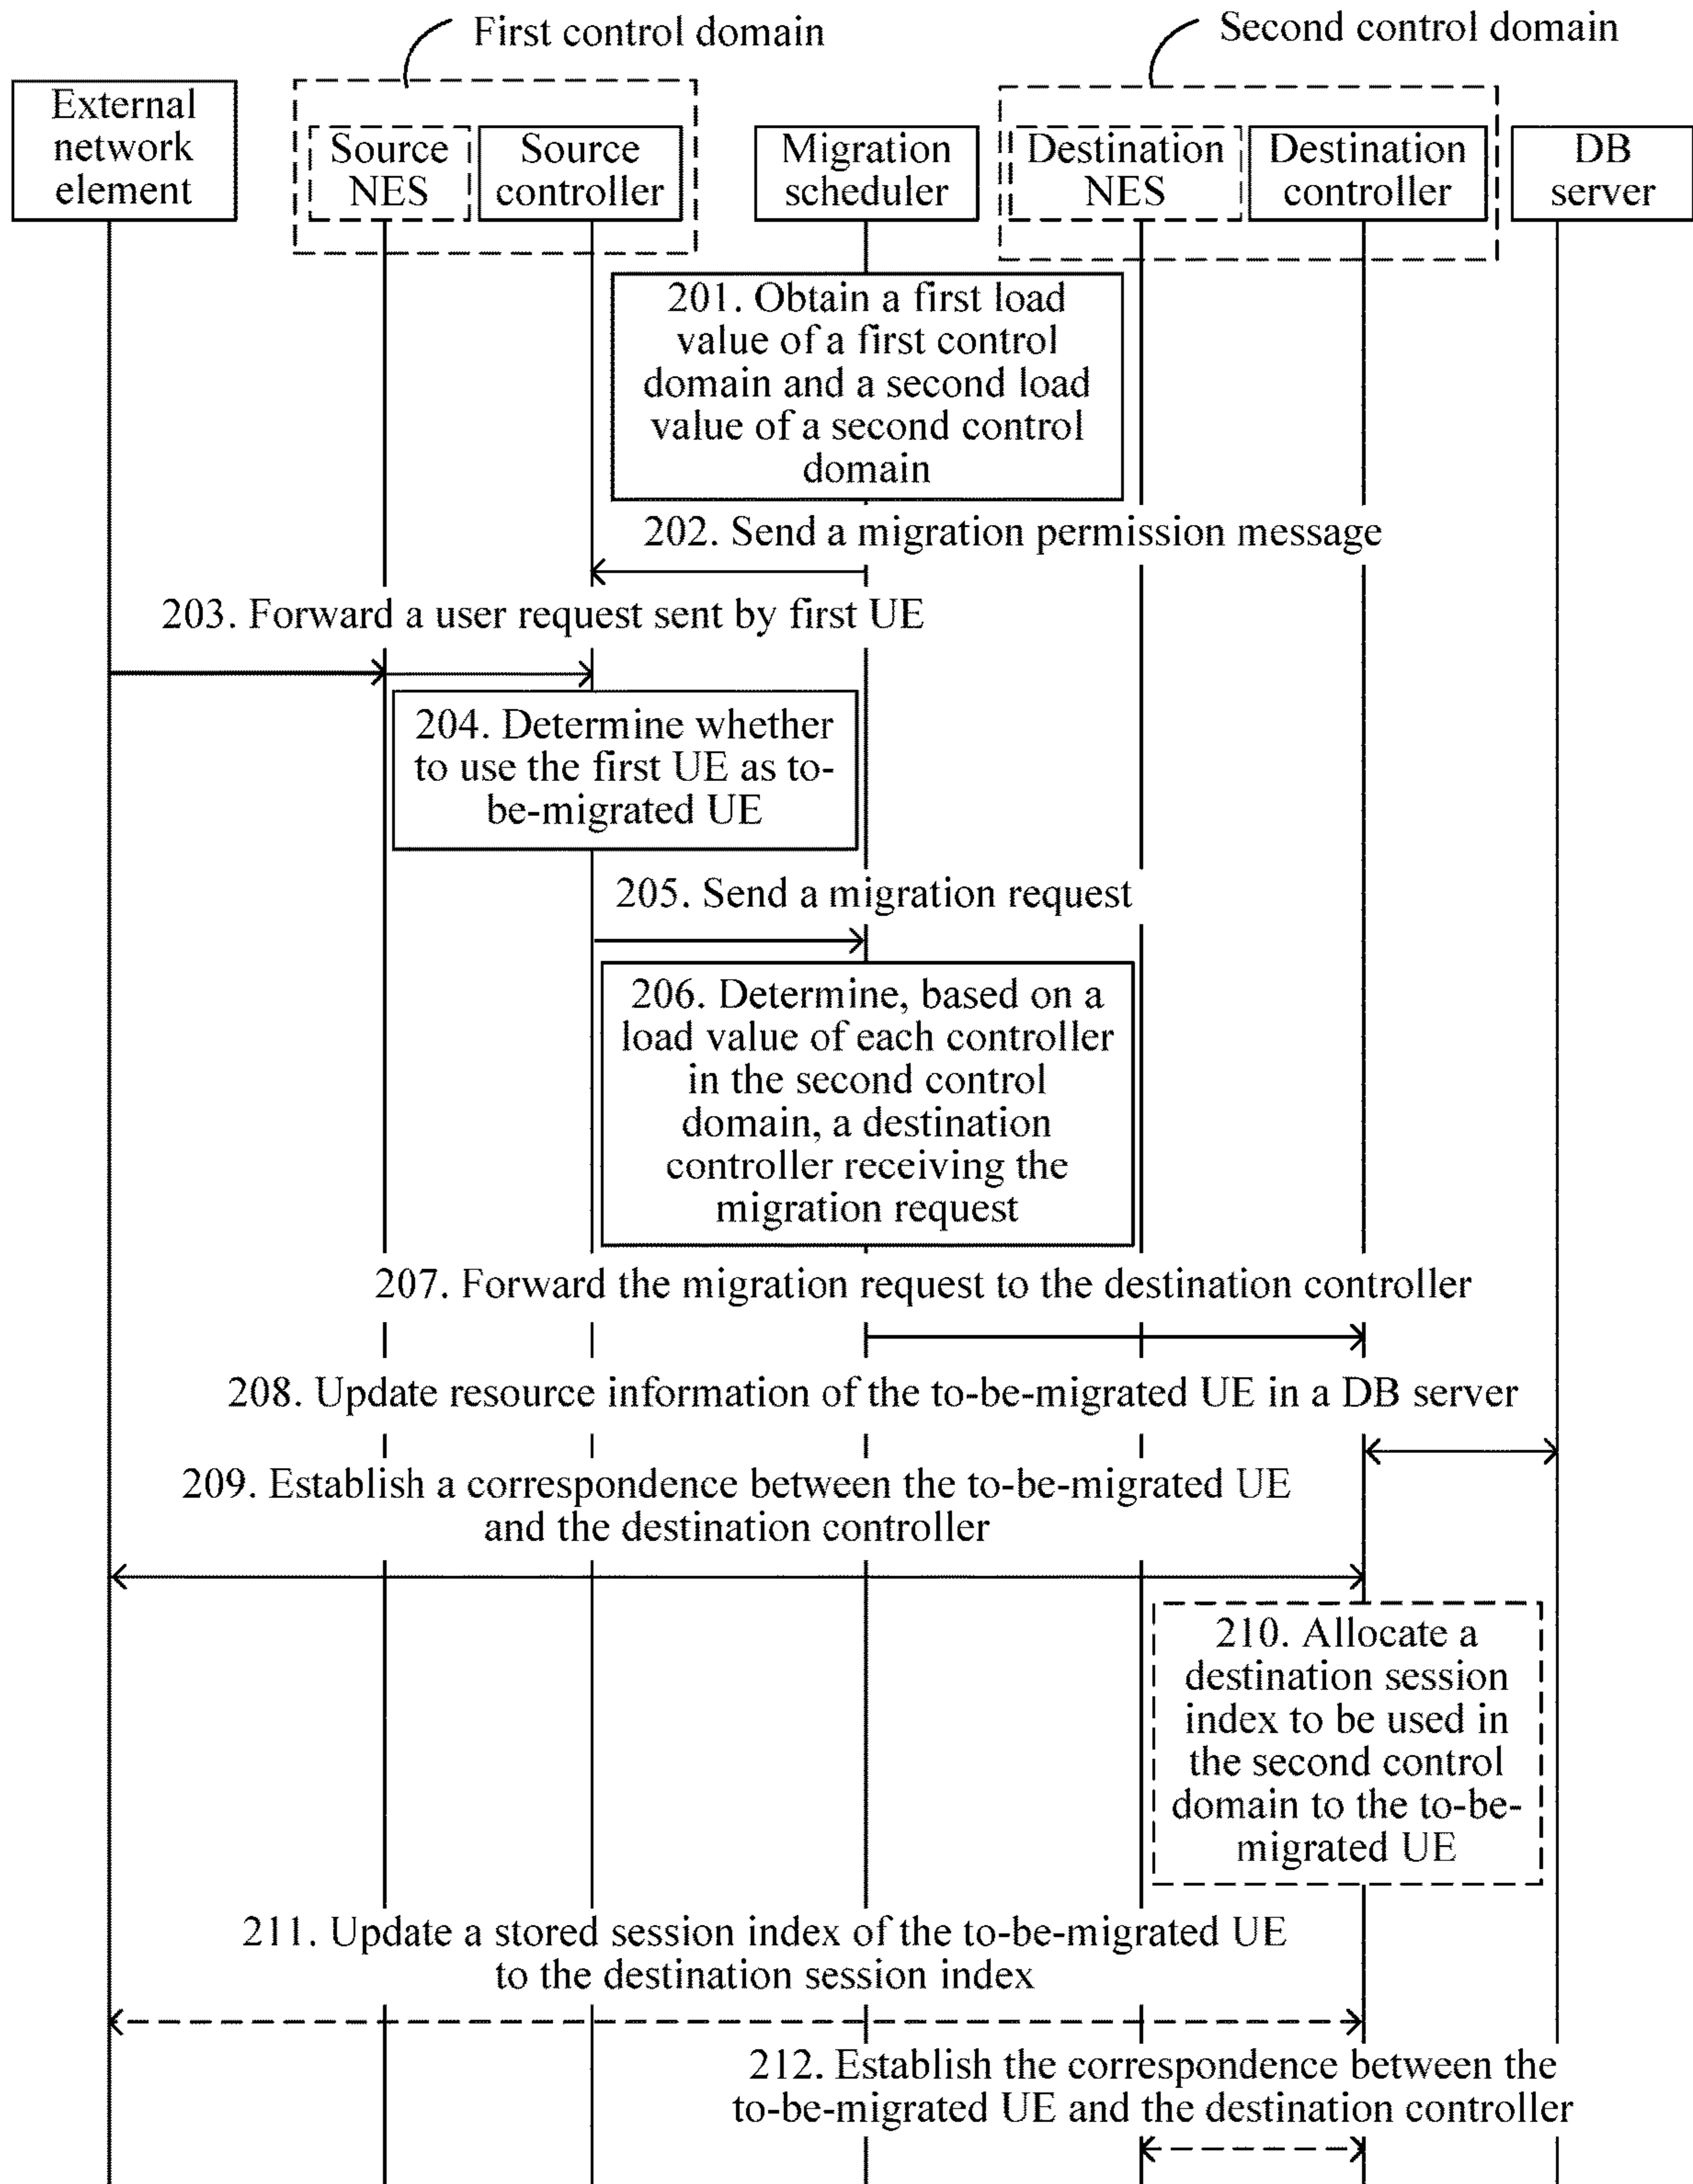 First control domain
Second control domain
External
network
element
Source
NES
Source
controller
Migration
scheduler
Destination
NES
Destination
controller
DB
server
201. Obtain a first load
value of a first control
domain and a second load
value of a second control
domain
202. Send a migration permission message
203. Forward a user request sent by first UE
204. Determine whether
to use the first UE as to-
be-migrated UE
205. Send a migration request
206. Determine, based on a
load value of each controller
in the second control
domain, a destination
controller receiving the
migration request
207. Forward the migration request to the destination controller
208. Update resource information of the to-be-migrated UE in a DB server
209. Establish a correspondence between the to-be-migrated UE
and the destination controller
210. Allocate a
destination session
index to be used in
the second control
domain to the to-be-
migrated UE
211. Update a stored session index of the to-be-migrated UE
to the destination session index
212. Establish the correspondence between the
to-be-migrated UE and the destination controller